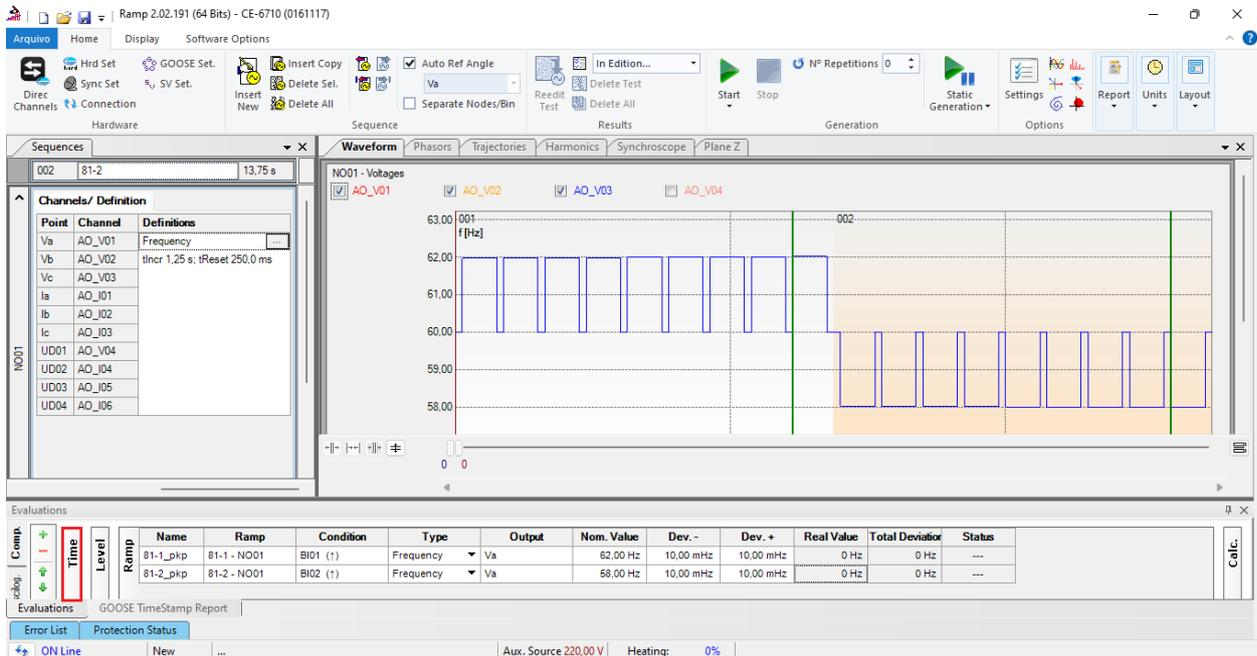 Ramp 2.02.191 (64 Bits) - CE-6710 (0161117)
Arquivo Home Display Software Options
Direc Channels
Hrd Set
Sync Set
Connection
GOOSE Set.
SV Set.
Hardware
Insert New
Insert Copy
Delete Sel.
Delete All
Auto Ref Angle
Va
Separate Nodes/Bin
Sequence
Reedit Test
In Edition...
Delete Test
Delete All
Results
Start
Stop
Nº Repetitions 0
Static Generation
Generation
Settings
Options
Report
Units
Layout
Sequences
002 81-2 13,75 s
Channels/ Definition
Point Channel Definitions
Va AO_V01 Frequency ...
Vb AO_V02 tIncr 1,25 s; tReset 250,0 ms
Vc AO_V03
Ia AO_I01
Ib AO_I02
Ic AO_I03
UD01 AO_V04
UD02 AO_I04
UD03 AO_I05
UD04 AO_I06
NO01
Waveform Phasors Trajectories Harmonics Synchroscope Plane Z
NO01 - Voltages
AO_V01 AO_V02 AO_V03 AO_V04
63,00 001 002
f [Hz]
62,00
61,00
60,00
59,00
58,00
0 0
Evaluations
Comp.
Time
Level
Ramp
Name Ramp Condition Type Output Nom. Value Dev. - Dev. + Real Value Total Deviation Status
81-1_pkp 81-1 - NO01 BI01 (↑) Frequency Va 62,00 Hz 10,00 mHz 10,00 mHz 0 Hz 0 Hz ---
81-2_pkp 81-2 - NO01 BI02 (↑) Frequency Va 58,00 Hz 10,00 mHz 10,00 mHz 0 Hz 0 Hz ---
Calc.
Evaluations GOOSE TimeStamp Report
Error List Protection Status
ON Line New ... Aux. Source 220,00 V Heating: 0%